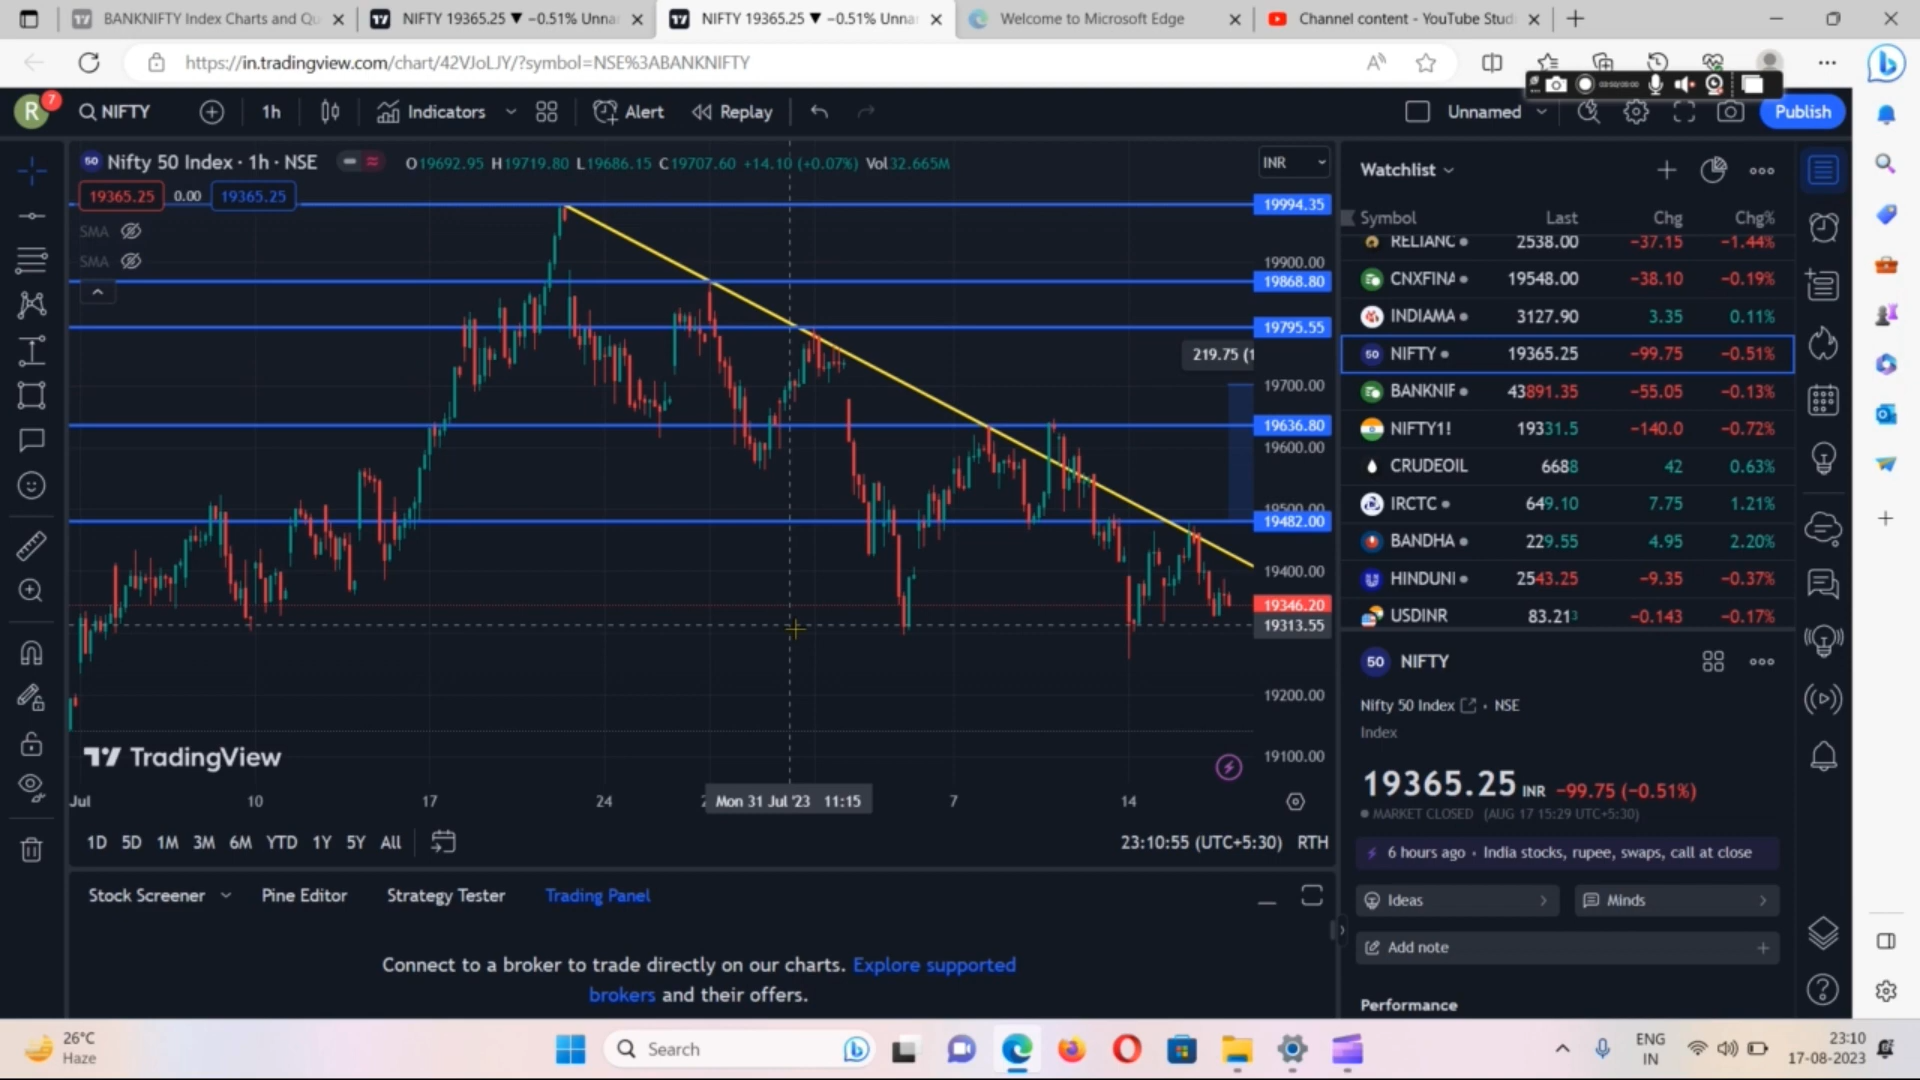 BANKNIFTY Index Charts and Qu
NIFTY 19365.25 ▼ −0.51% Unna
NIFTY 19365.25 ▼ −0.51% Unna
Welcome to Microsoft Edge
Channel content - YouTube Stud
https://in.tradingview.com/chart/42VJoLJY/?symbol=NSE%3ABANKNIFTY
R 7
NIFTY
1h
Indicators
Alert
Replay
Unnamed
Publish
50 Nifty 50 Index · 1h · NSE
O19692.95 H19719.80 L19686.15 C19707.60 +14.10 (+0.07%) Vol32.665M
INR
19365.25 0.00 19365.25
SMA
SMA
19994.35
19900.00
19868.80
19795.55
219.75 (1
19700.00
19636.80
19600.00
19500.00
19482.00
19400.00
19346.20
19313.55
19200.00
19100.00
TradingView
Jul 10 17 24 Mon 31 Jul '23 11:15 7 14
1D 5D 1M 3M 6M YTD 1Y 5Y All
23:10:55 (UTC+5:30) RTH
Stock Screener Pine Editor Strategy Tester Trading Panel
Connect to a broker to trade directly on our charts. Explore supported
brokers and their offers.
Watchlist
Symbol Last Chg Chg%
RELIANC 2538.00 −37.15 −1.44%
CNXFINA 19548.00 −38.10 −0.19%
INDIAMA 3127.90 3.35 0.11%
50 NIFTY 19365.25 −99.75 −0.51%
BANKNIF 43891.35 −55.05 −0.13%
NIFTY1! 19331.5 −140.0 −0.72%
CRUDEOIL 6688 42 0.63%
IRCTC 649.10 7.75 1.21%
BANDHA 229.55 4.95 2.20%
HINDUNI 2543.25 −9.35 −0.37%
USDINR 83.213 −0.143 −0.17%
50 NIFTY
Nifty 50 Index · NSE
Index
19365.25 INR −99.75 (−0.51%)
MARKET CLOSED (AUG 17 15:29 UTC+5:30)
6 hours ago · India stocks, rupee, swaps, call at close
Ideas
Minds
Add note
Performance
26°C
Haze
Search
ENG
IN
23:10
17-08-2023